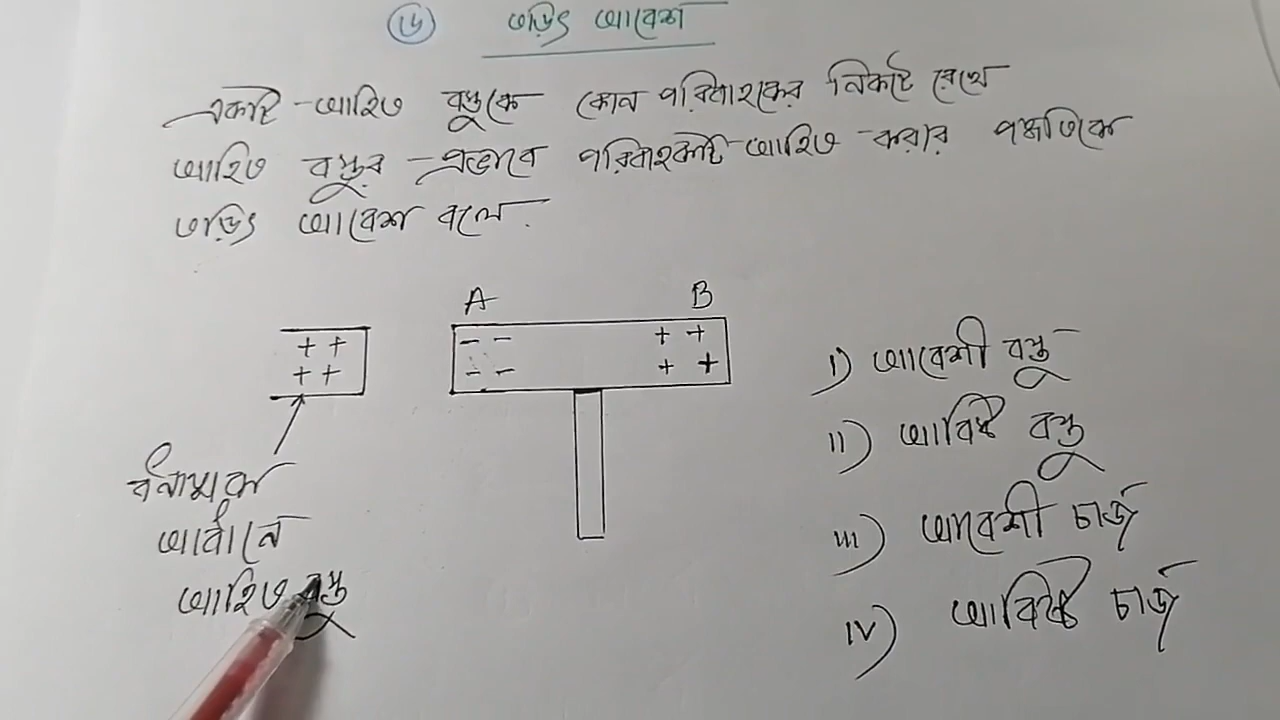 ১৬ তড়িৎ আবেশ
একটি আহিত বস্তুকে কোন পরিবাহকের নিকটে রেখে
আহিত বস্তুর প্রভাবে পরিবাহকটি আহিত করার পদ্ধতিকে
তড়িৎ আবেশ বলে.
A B
+ + - - + +
+ + - - + +
ধনাত্মক
আধানে
আহিত বস্তু
i) আবেশী বস্তু
ii) আবিষ্ট বস্তু
iii) আবেশী চার্জ
iv) আবিষ্ট চার্জ